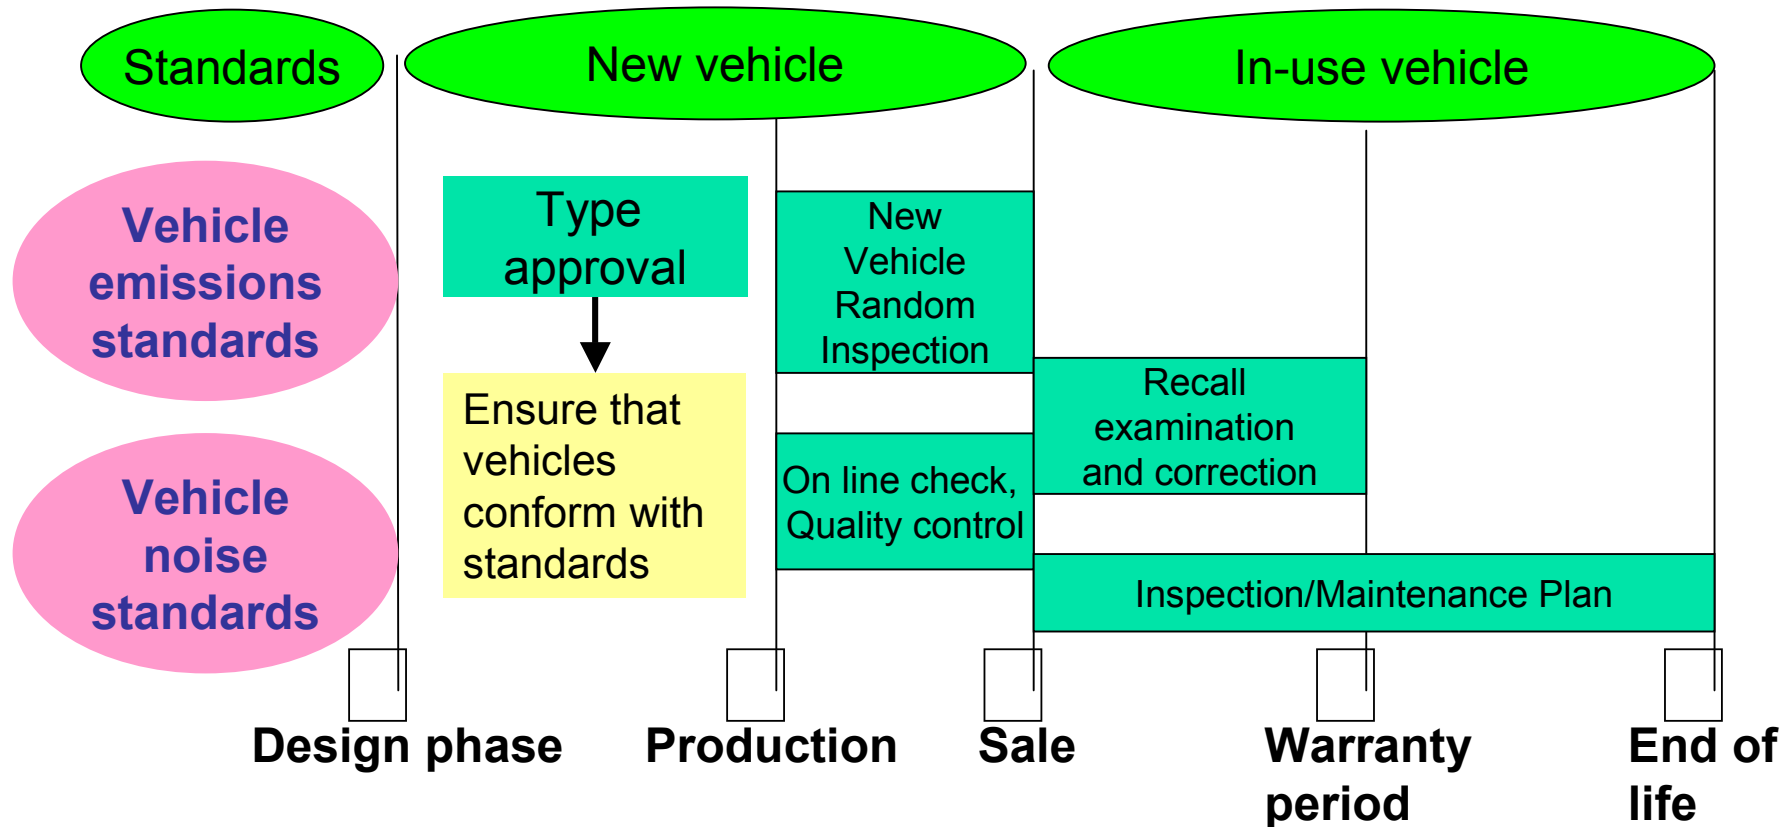 Standards
New vehicle
In-use vehicle
Vehicle
emissions
standards
Type
approval
New
Vehicle
Random
Inspection
Ensure that
vehicles
conform with
standards
Recall
examination
and correction
Vehicle
noise
standards
On line check,
Quality control
Inspection/Maintenance Plan
Design phase
Production
Sale
Warranty
period
End of
life